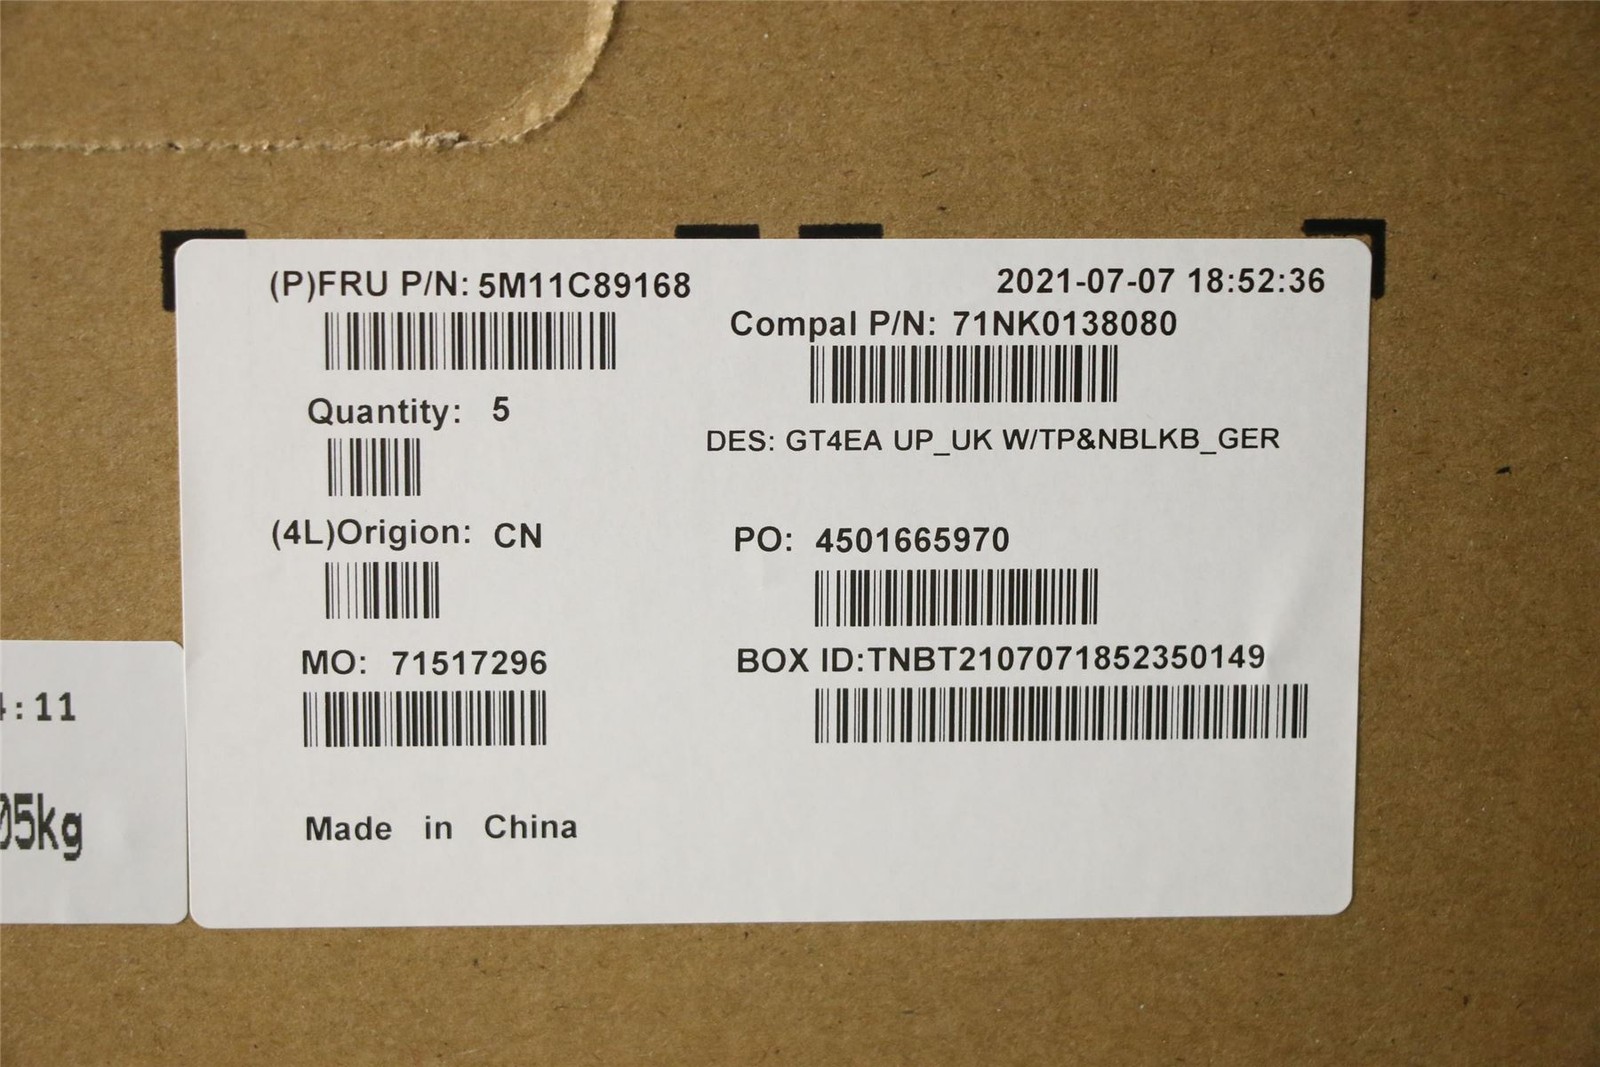 (P)FRU P/N: 5M11C89168
2021-07-07 18:52:36
Compal P/N: 71NK0138080
Quantity: 5
DES: GT4EA UP_UK W/TP&NBLKB_GER
(4L)Origion: CN
PO: 4501665970
MO: 71517296
BOX ID:TNBT2107071852350149
Made in China
:11
05kg